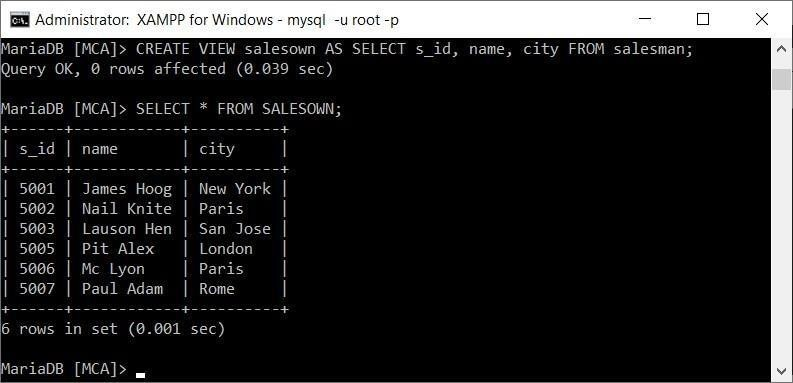 Administrator: XAMPP for Windows - mysql  -u root -p
MariaDB [MCA]> CREATE VIEW salesown AS SELECT s_id, name, city FROM salesman;
Query OK, 0 rows affected (0.039 sec)
MariaDB [MCA]> SELECT * FROM SALESOWN;
+------+------------+----------+
| s_id | name       | city     |
+------+------------+----------+
| 5001 | James Hoog | New York |
| 5002 | Nail Knite | Paris    |
| 5003 | Lauson Hen | San Jose |
| 5005 | Pit Alex   | London   |
| 5006 | Mc Lyon    | Paris    |
| 5007 | Paul Adam  | Rome     |
+------+------------+----------+
6 rows in set (0.001 sec)
MariaDB [MCA]>